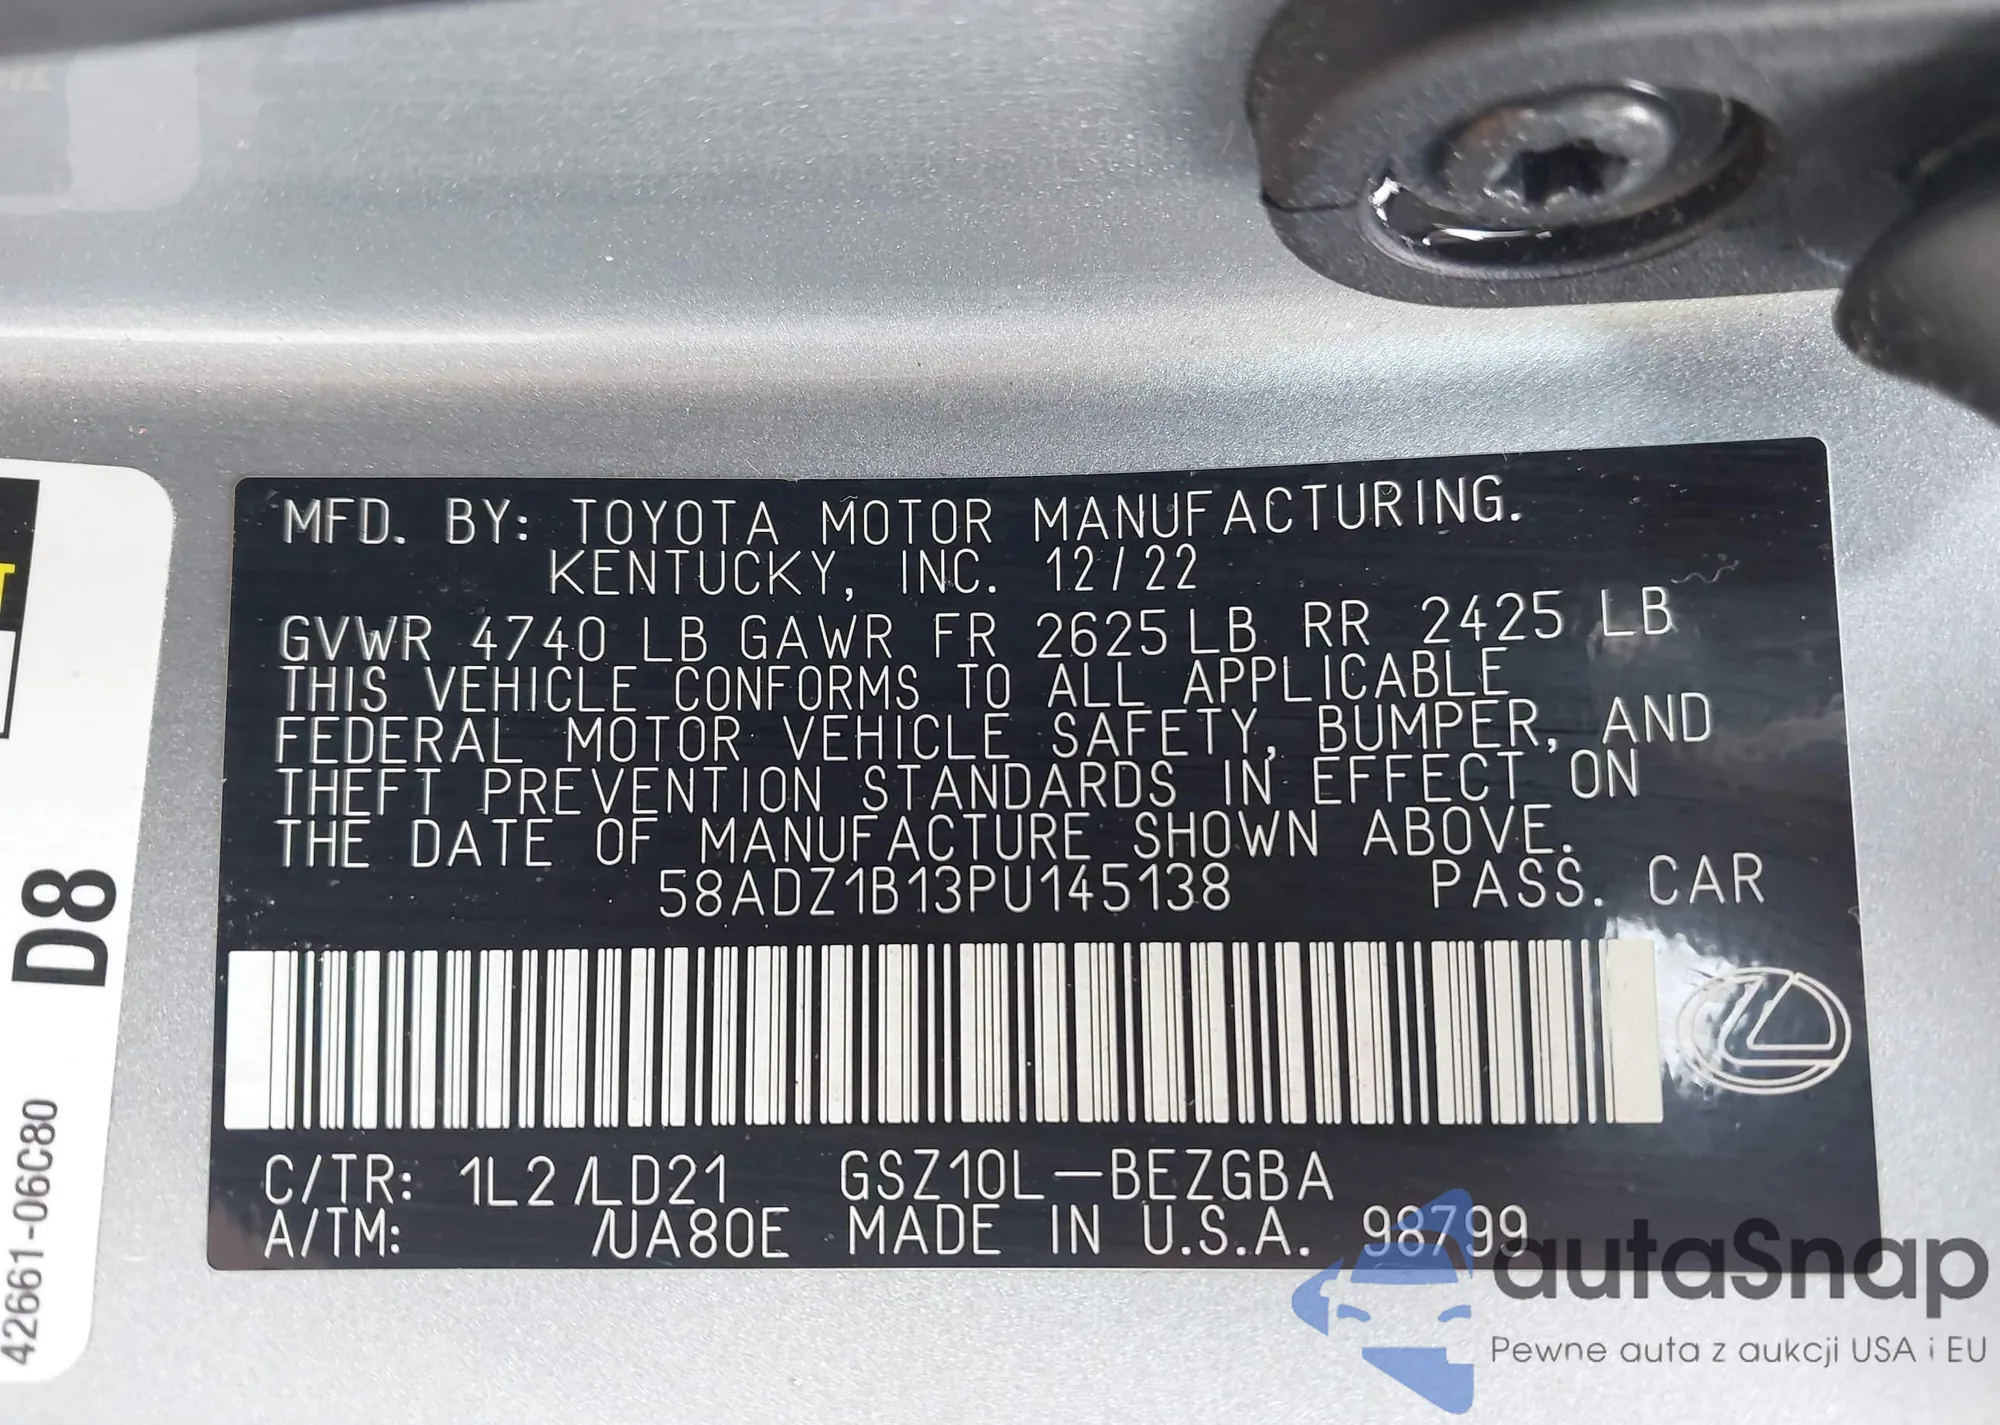 MFD. BY: TOYOTA MOTOR MANUFACTURING.
KENTUCKY, INC. 12/22
GVWR 4740 LB GAWR FR 2625 LB RR 2425 LB
THIS VEHICLE CONFORMS TO ALL APPLICABLE
FEDERAL MOTOR VEHICLE SAFETY, BUMPER, AND
THEFT PREVENTION STANDARDS IN EFFECT ON
THE DATE OF MANUFACTURE SHOWN ABOVE.
58ADZ1B13PU145138 PASS. CAR
C/TR: 1L2/LD21 GSZ10L-BEZGBA
A/TM: /UA80E MADE IN U.S.A. 98799
D8
42661-06C80
autaSnap
Pewne auta z aukcji USA i EU